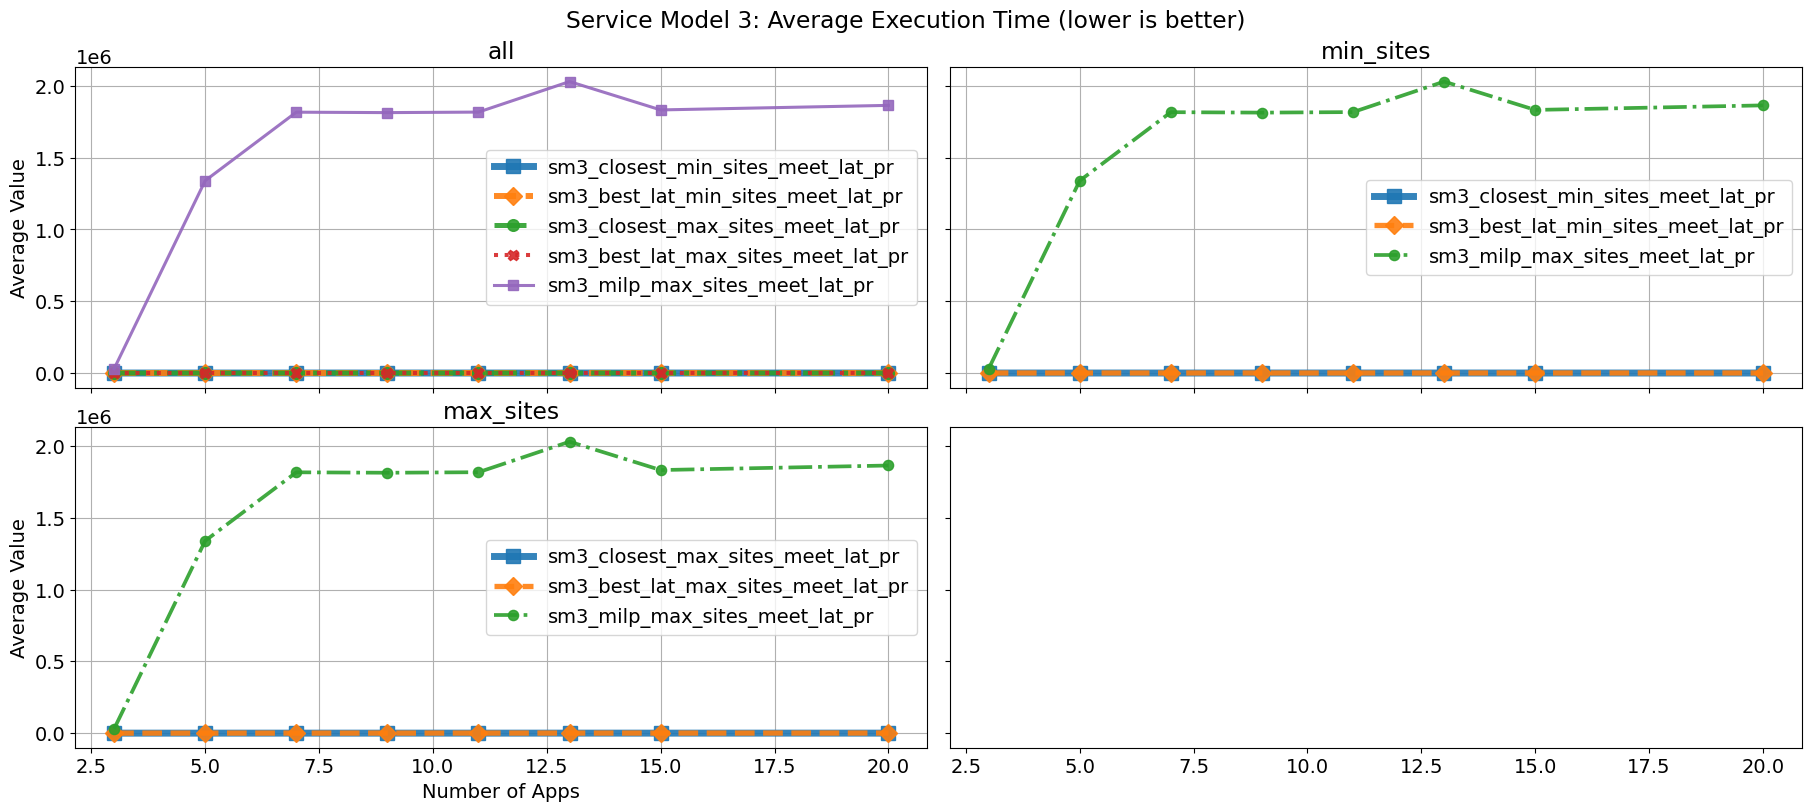 Service Model 3: Average Execution Time (lower is better)
all
1e6
2.0
1.5
1.0
0.5
0.0
Average Value
sm3_closest_min_sites_meet_lat_pr
sm3_best_lat_min_sites_meet_lat_pr
sm3_closest_max_sites_meet_lat_pr
sm3_best_lat_max_sites_meet_lat_pr
sm3_milp_max_sites_meet_lat_pr
min_sites
sm3_closest_min_sites_meet_lat_pr
sm3_best_lat_min_sites_meet_lat_pr
sm3_milp_max_sites_meet_lat_pr
max_sites
1e6
2.0
1.5
1.0
0.5
0.0
Average Value
sm3_closest_max_sites_meet_lat_pr
sm3_best_lat_max_sites_meet_lat_pr
sm3_milp_max_sites_meet_lat_pr
2.5 5.0 7.5 10.0 12.5 15.0 17.5 20.0
Number of Apps
2.5 5.0 7.5 10.0 12.5 15.0 17.5 20.0